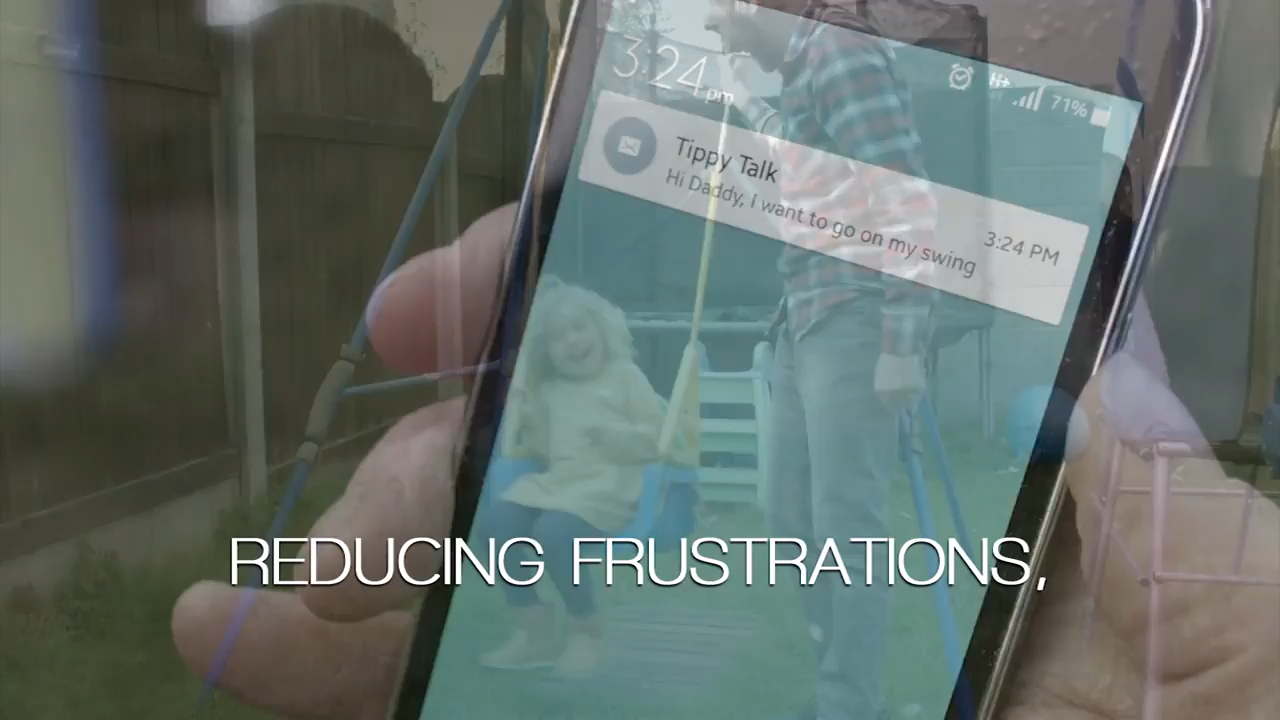 3:24 pm
71%
Tippy Talk
Hi Daddy, I want to go on my swing
3:24 PM
REDUCING FRUSTRATIONS,